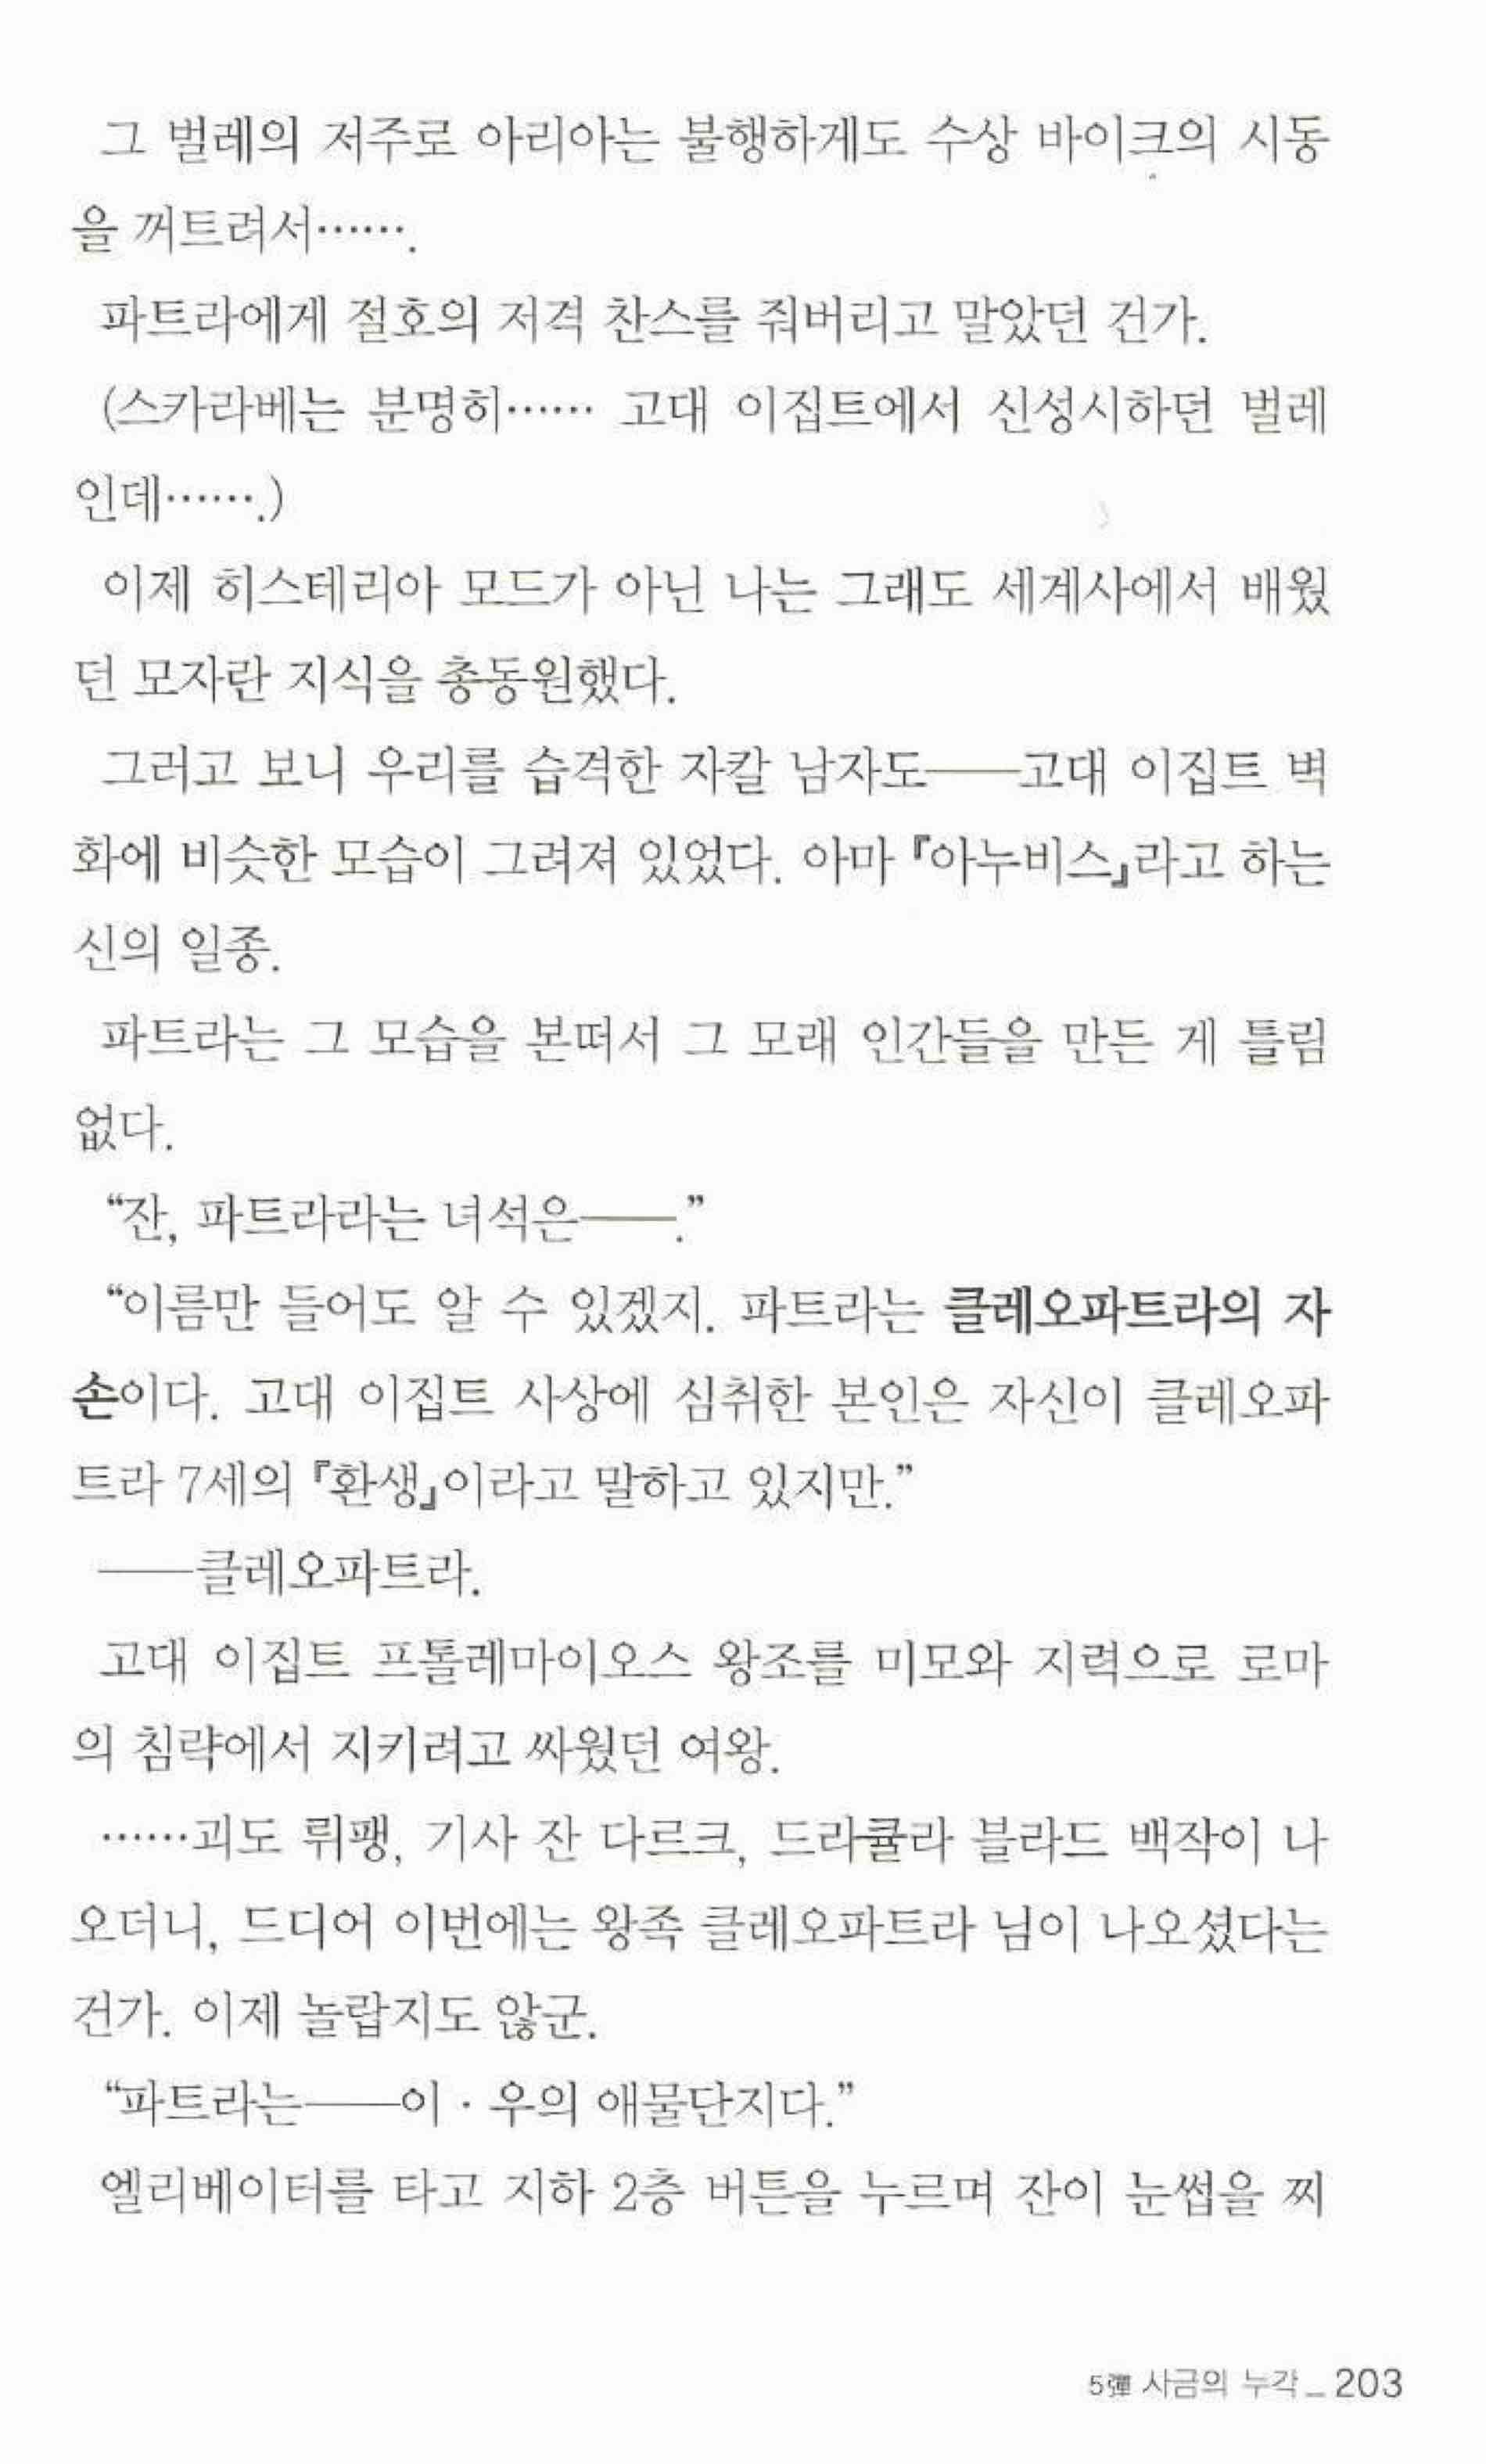 그 벌레의 저주로 아리아는 불행하게도 수상 바이크의 시동
을 꺼트려서…….
파트라에게 절호의 저격 찬스를 줘버리고 말았던 건가.
(스카라베는 분명히…… 고대 이집트에서 신성시하던 벌레
인데…….)
이제 히스테리아 모드가 아닌 나는 그래도 세계사에서 배웠
던 모자란 지식을 총동원했다.
그러고 보니 우리를 습격한 자칼 남자도――고대 이집트 벽
화에 비슷한 모습이 그려져 있었다. 아마 『아누비스』라고 하는
신의 일종.
파트라는 그 모습을 본떠서 그 모래 인간들을 만든 게 틀림
없다.
“잔, 파트라라는 녀석은――.”
“이름만 들어도 알 수 있겠지. 파트라는 클레오파트라의 자
손이다. 고대 이집트 사상에 심취한 본인은 자신이 클레오파
트라 7세의 『환생』이라고 말하고 있지만.”
――클레오파트라.
고대 이집트 프톨레마이오스 왕조를 미모와 지력으로 로마
의 침략에서 지키려고 싸웠던 여왕.
……괴도 뤼팽, 기사 잔 다르크, 드라큘라 블라드 백작이 나
오더니, 드디어 이번에는 왕족 클레오파트라 님이 나오셨다는
건가. 이제 놀랍지도 않군.
“파트라는――이 · 우의 애물단지다.”
엘리베이터를 타고 지하 2층 버튼을 누르며 잔이 눈썹을 찌
5彈 사금의 누각 _ 203